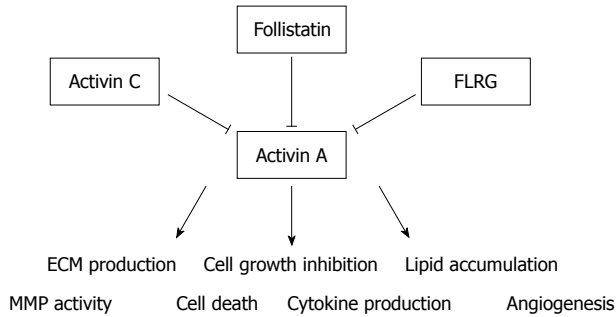 Follistatin
Activin C
FLRG
Activin A
ECM production Cell growth inhibition Lipid accumulation
MMP activity Cell death Cytokine production Angiogenesis